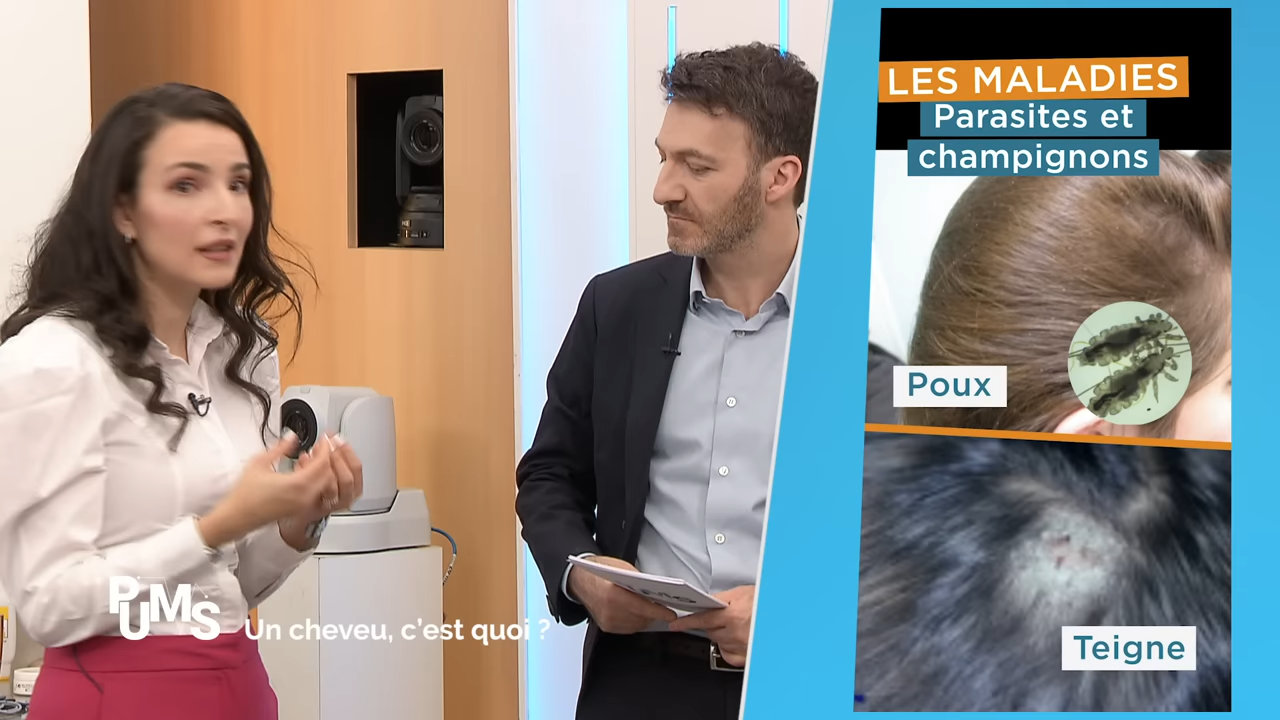 LES MALADIES
Parasites et
champignons
Poux
Teigne
PUMS
Un cheveu, c'est quoi ?